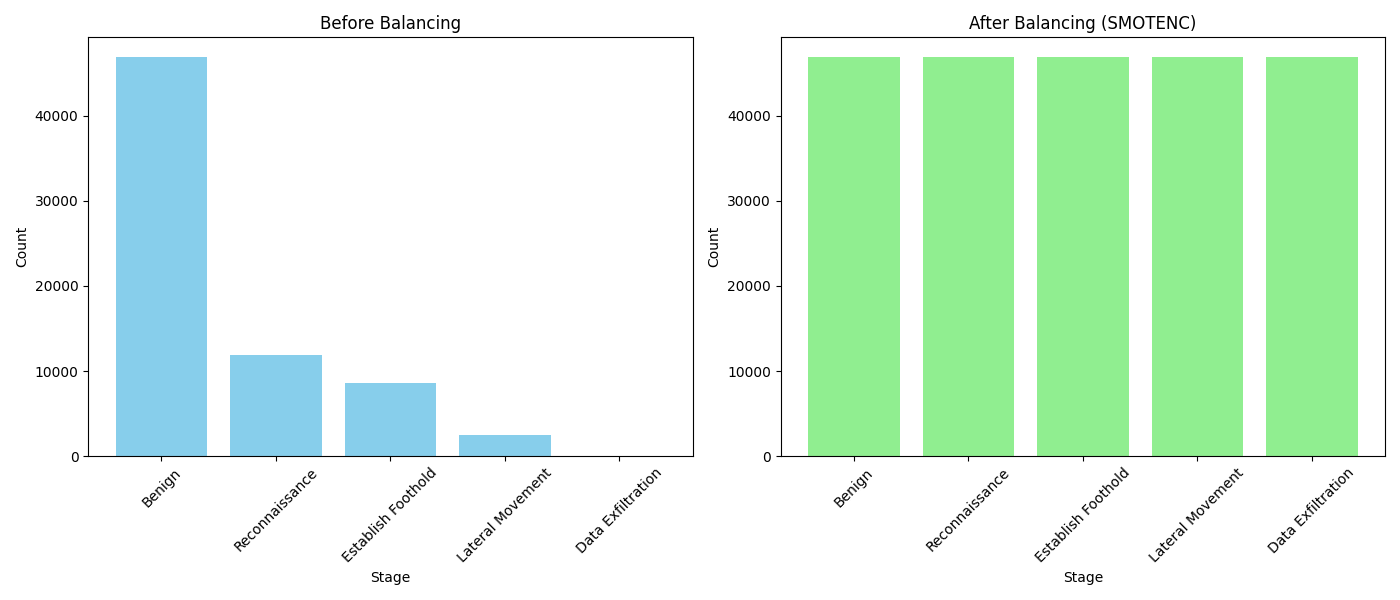 Before Balancing
Count
40000
30000
20000
10000
0
Benign
Reconnaissance
Establish Foothold
Lateral Movement
Data Exfiltration
Stage
After Balancing (SMOTENC)
Count
40000
30000
20000
10000
0
Benign
Reconnaissance
Establish Foothold
Lateral Movement
Data Exfiltration
Stage